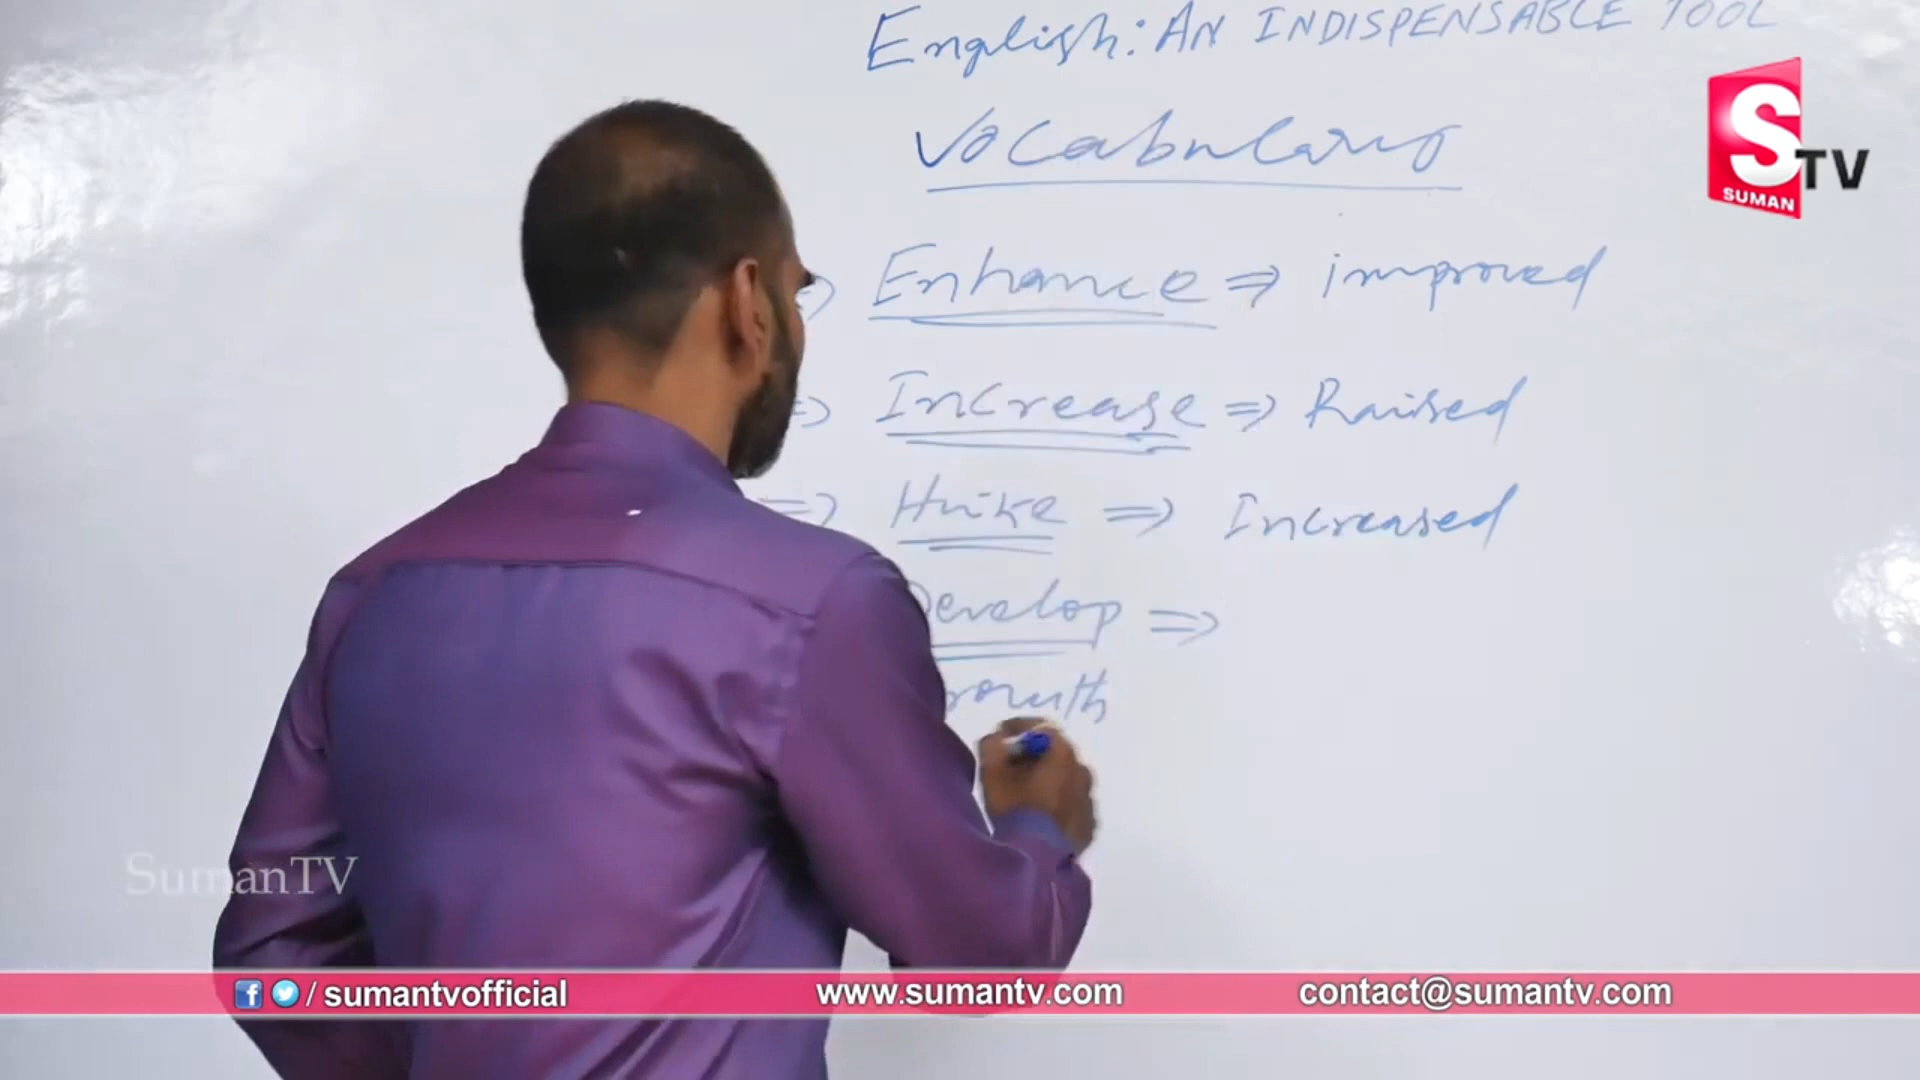 English: AN INDISPENSABLE TOOL
Vocabulary
S TV
SUMAN
⇒ Enhance ⇒ improved
⇒ Increase ⇒ Raised
⇒ Hike ⇒ Increased
Develop ⇒
rowth
SumanTV
/ sumantvofficial
www.sumantv.com
contact@sumantv.com